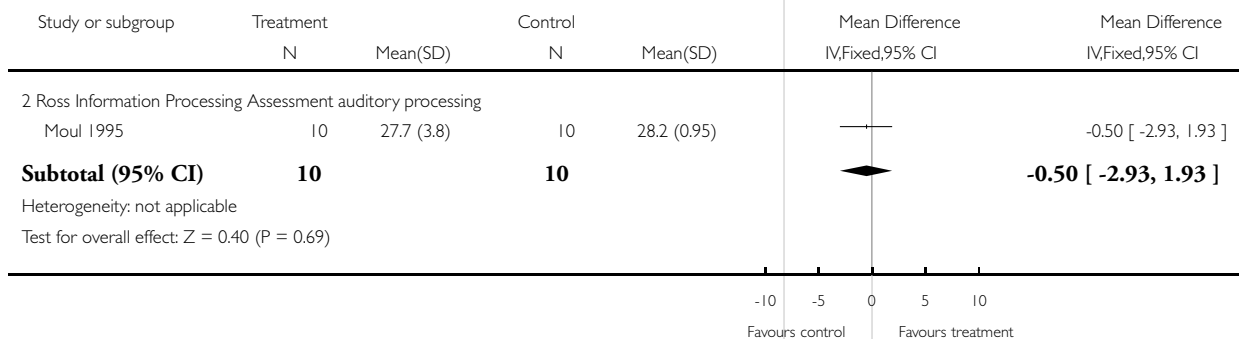 Study or subgroup Treatment Control Mean Difference Mean Difference
N Mean(SD) N Mean(SD) IV,Fixed,95% CI IV,Fixed,95% CI
2 Ross Information Processing Assessment auditory processing
Moul 1995 10 27.7 (3.8) 10 28.2 (0.95) -0.50 [ -2.93, 1.93 ]
Subtotal (95% CI) 10 10 -0.50 [ -2.93, 1.93 ]
Heterogeneity: not applicable
Test for overall effect: Z = 0.40 (P = 0.69)
-10 -5 0 5 10
Favours control Favours treatment